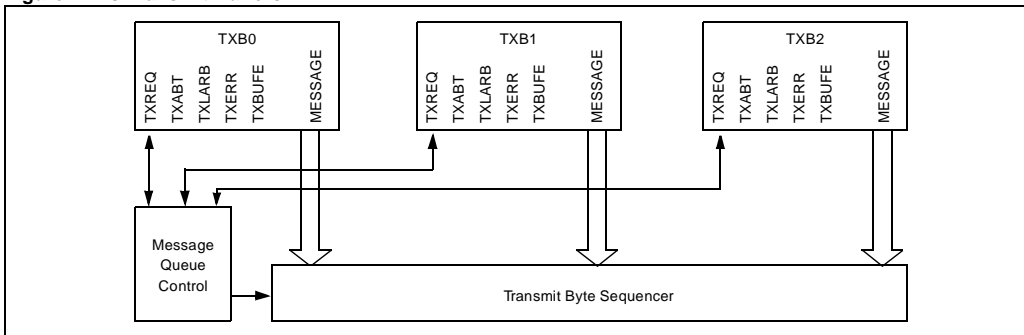 TXB0
TXREQ
TXABT
TXLARB
TXERR
TXBUFE
MESSAGE
TXB1
TXREQ
TXABT
TXLARB
TXERR
TXBUFE
MESSAGE
TXB2
TXREQ
TXABT
TXLARB
TXERR
TXBUFE
MESSAGE
Message
Queue
Control
Transmit Byte Sequencer